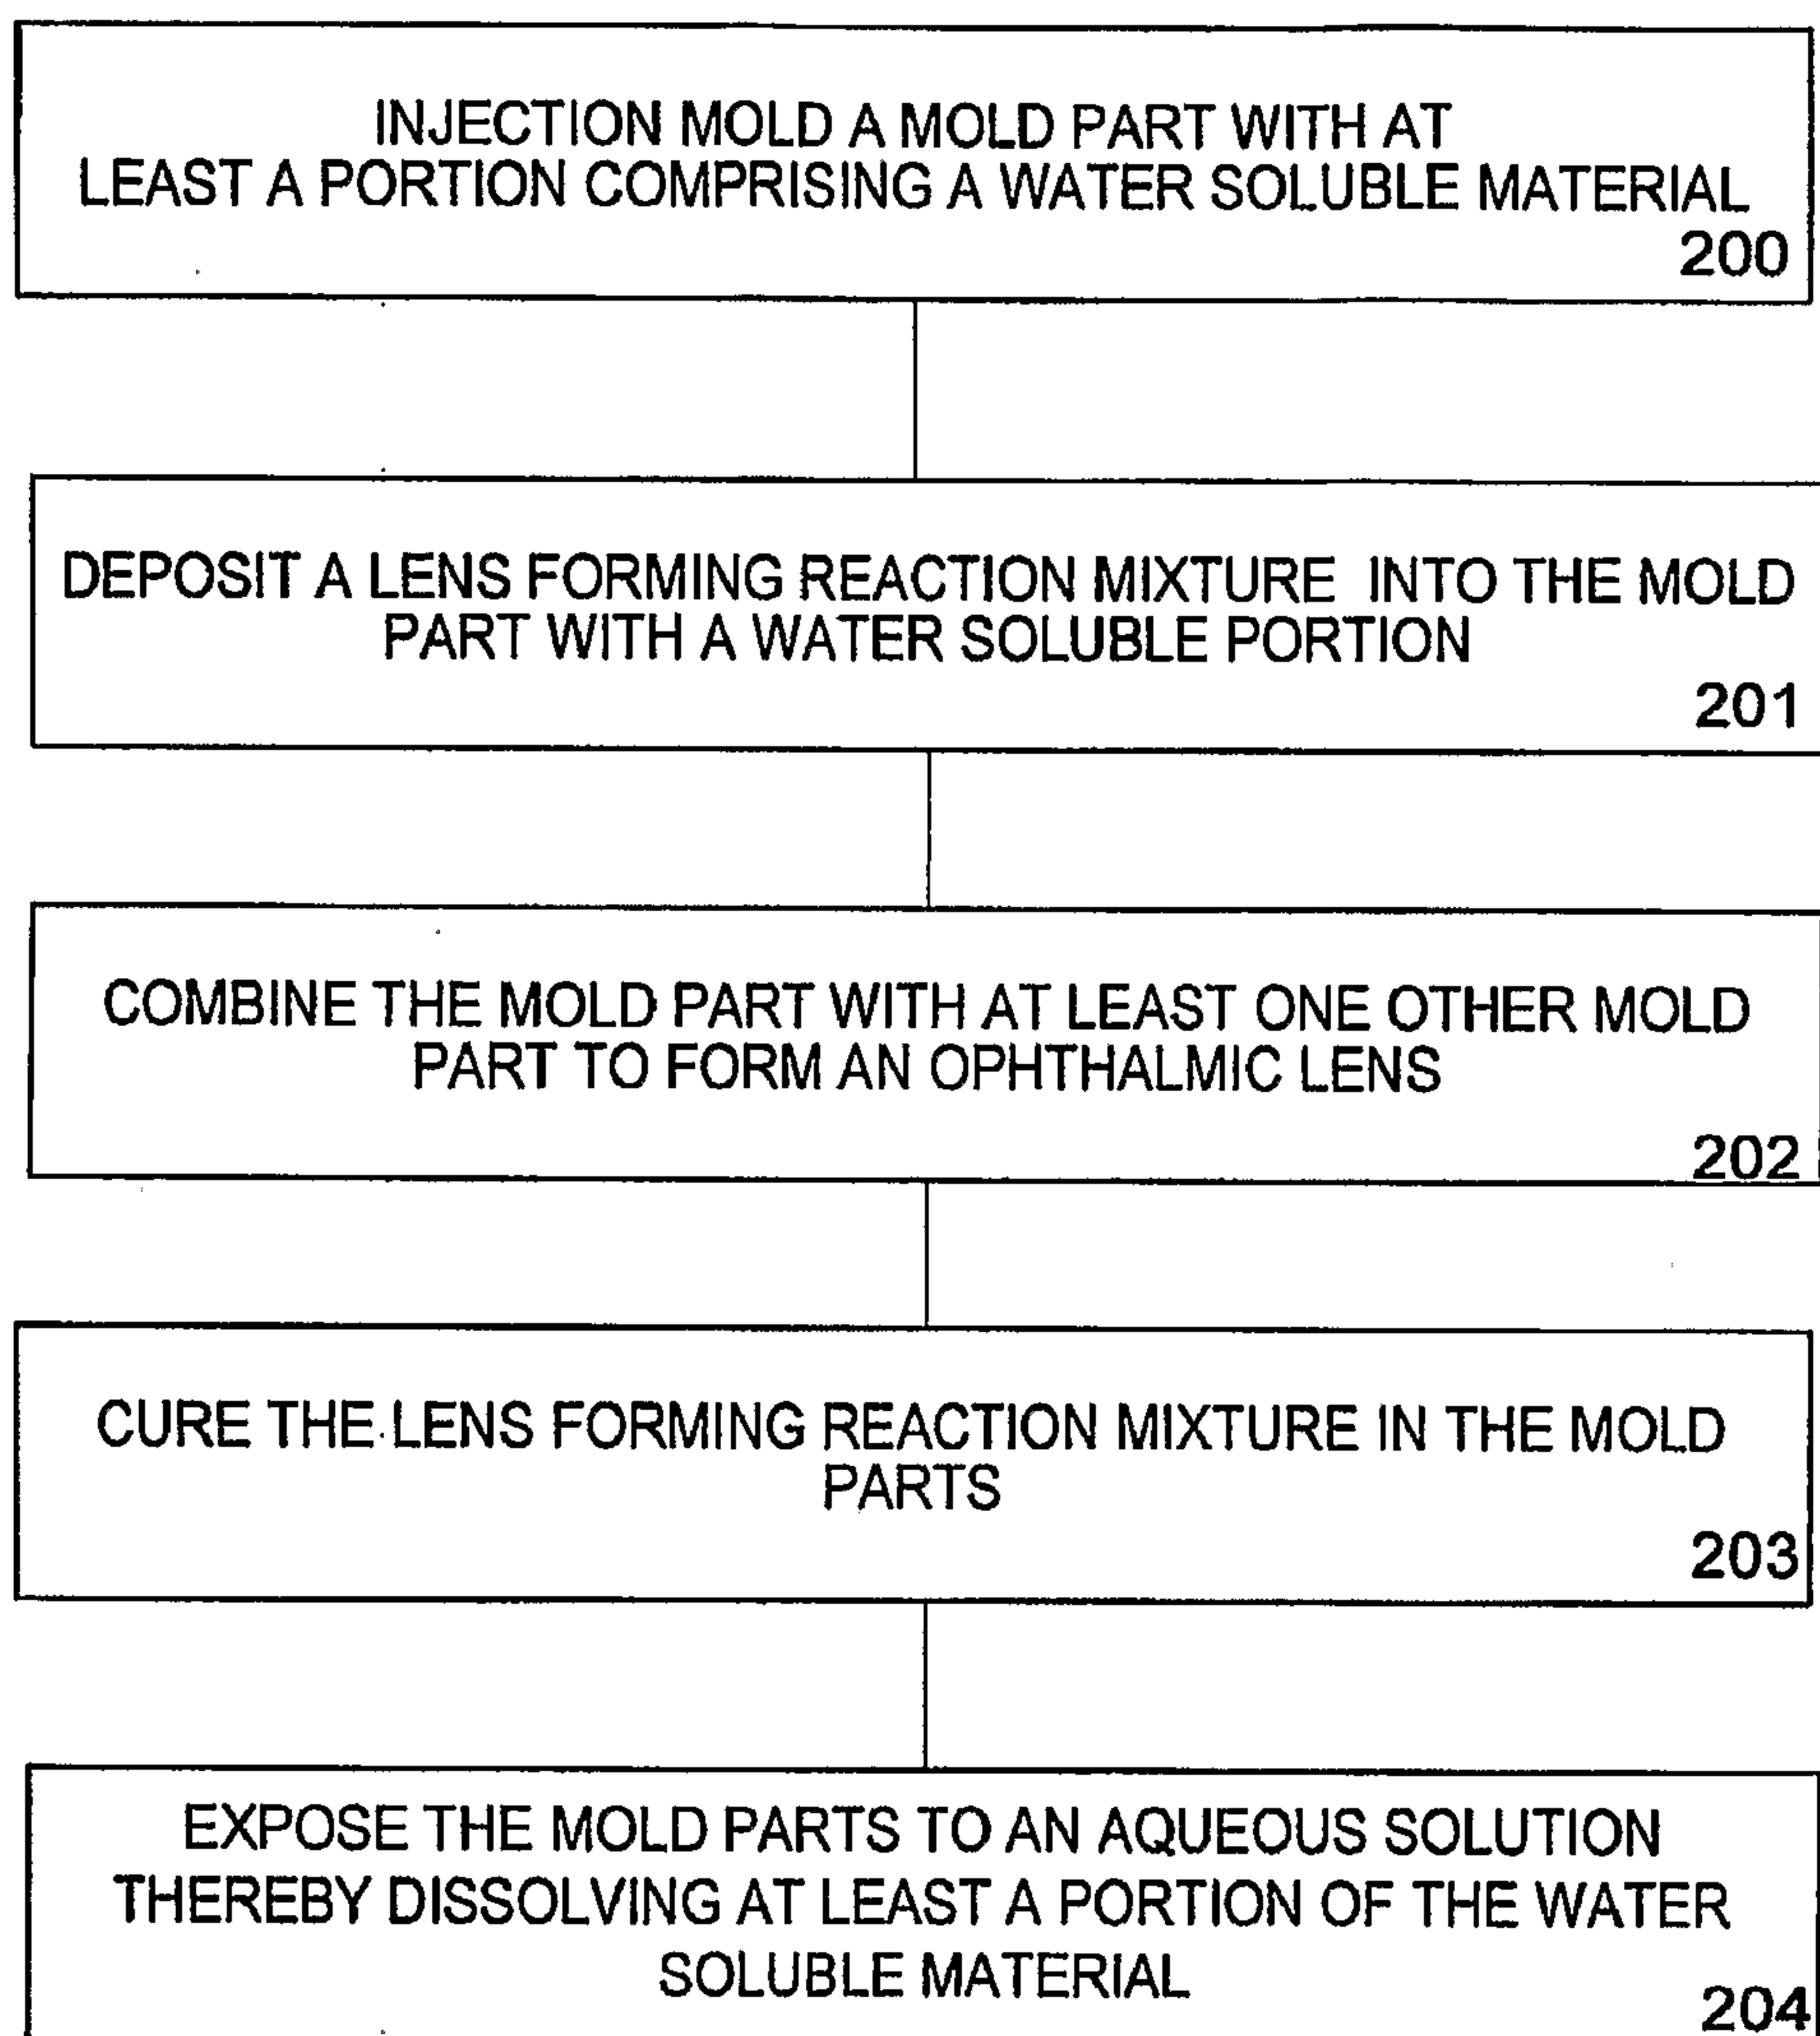 INJECTION MOLD A MOLD PART WITH AT
LEAST A PORTION COMPRISING A WATER SOLUBLE MATERIAL
200
DEPOSIT A LENS FORMING REACTION MIXTURE INTO THE MOLD
PART WITH A WATER SOLUBLE PORTION
201
COMBINE THE MOLD PART WITH AT LEAST ONE OTHER MOLD
PART TO FORM AN OPHTHALMIC LENS
202
CURE THE LENS FORMING REACTION MIXTURE IN THE MOLD
PARTS
203
EXPOSE THE MOLD PARTS TO AN AQUEOUS SOLUTION
THEREBY DISSOLVING AT LEAST A PORTION OF THE WATER
SOLUBLE MATERIAL
204